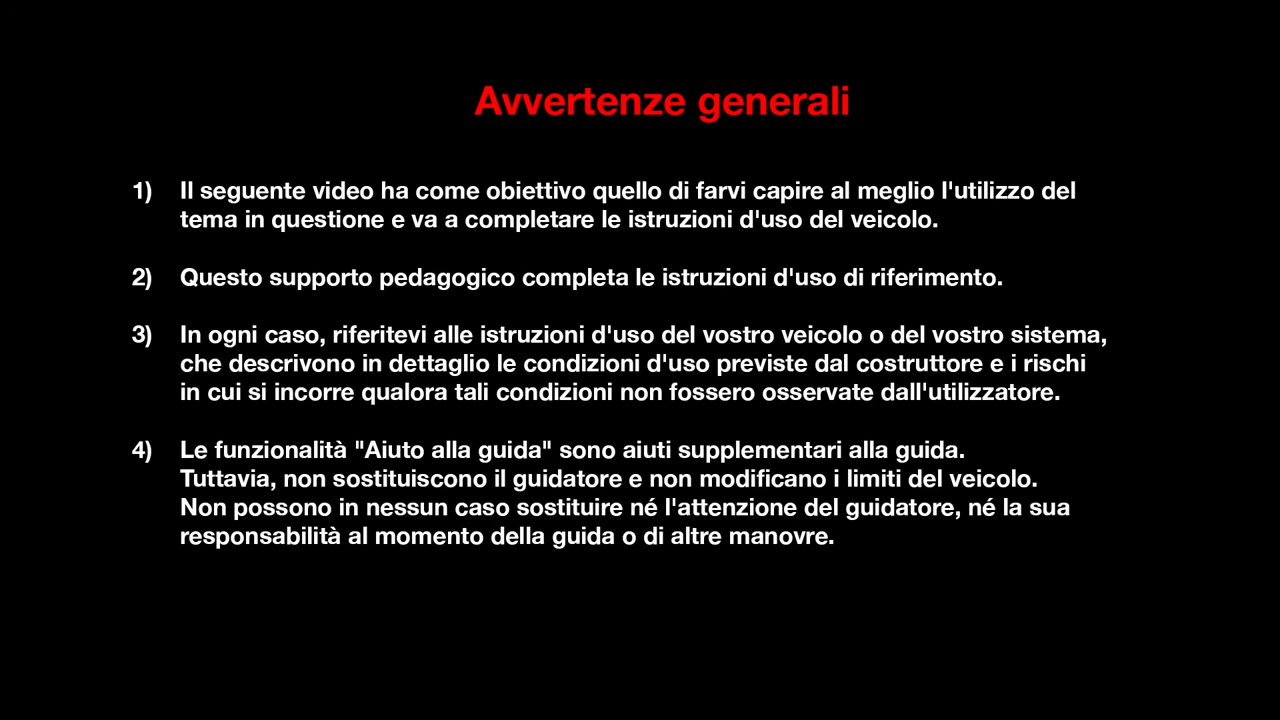 Avvertenze generali
1) Il seguente video ha come obiettivo quello di farvi capire al meglio l'utilizzo del
tema in questione e va a completare le istruzioni d'uso del veicolo.
2) Questo supporto pedagogico completa le istruzioni d'uso di riferimento.
3) In ogni caso, riferitevi alle istruzioni d'uso del vostro veicolo o del vostro sistema,
che descrivono in dettaglio le condizioni d'uso previste dal costruttore e i rischi
in cui si incorre qualora tali condizioni non fossero osservate dall'utilizzatore.
4) Le funzionalità "Aiuto alla guida" sono aiuti supplementari alla guida.
Tuttavia, non sostituiscono il guidatore e non modificano i limiti del veicolo.
Non possono in nessun caso sostituire né l'attenzione del guidatore, né la sua
responsabilità al momento della guida o di altre manovre.